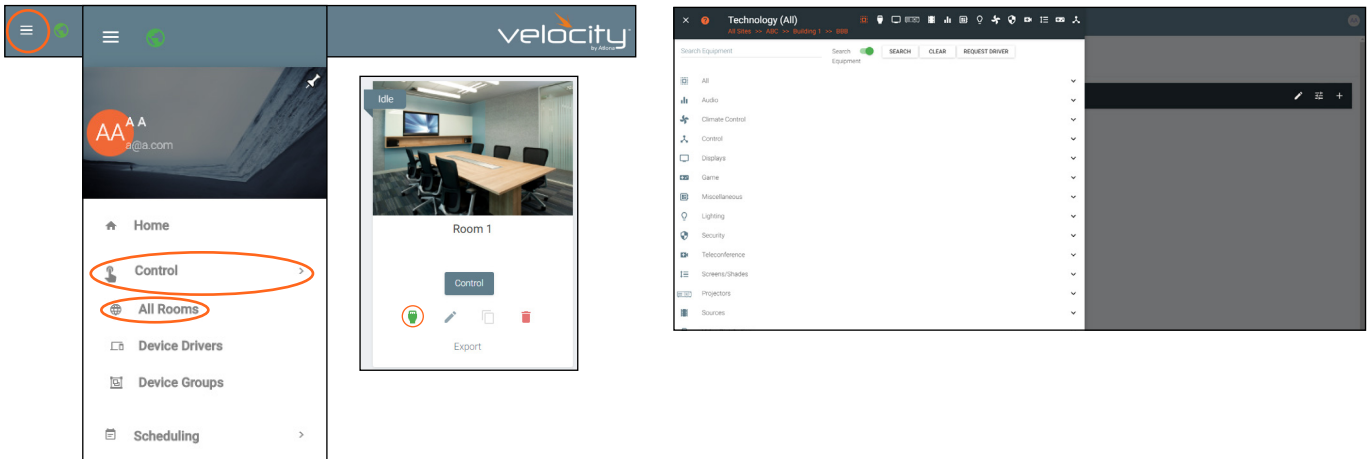 velocity
by Atlona
AA
A A
a@a.com
Home
Control
All Rooms
Device Drivers
Device Groups
Scheduling
Idle
Room 1
Control
Export
Technology (All)
All Sites >> ABC >> Building 1 >> BBB
AA
Search Equipment
Search
Equipment
SEARCH
CLEAR
REQUEST DRIVER
All
Audio
Climate Control
Control
Displays
Game
Miscellaneous
Lighting
Security
Teleconference
Screens/Shades
Projectors
Sources